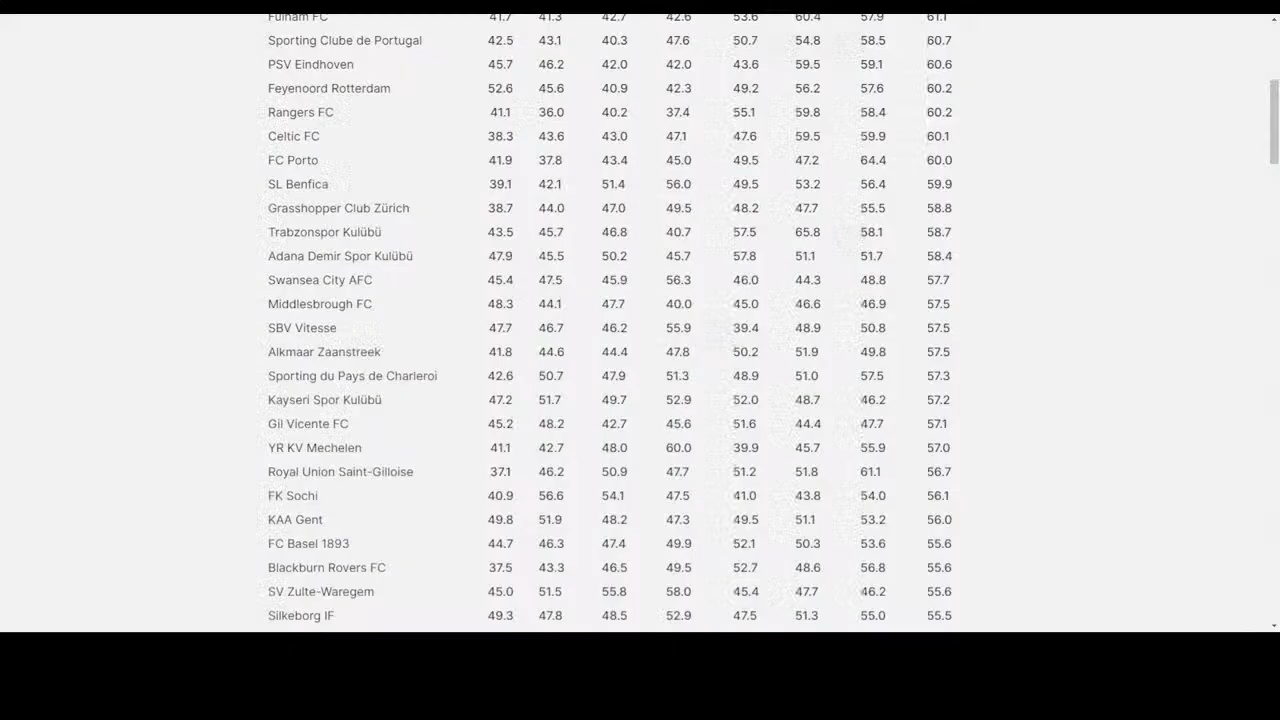 Fulham FC 41.7 41.3 42.7 42.6 53.6 60.4 57.9 61.1
Sporting Clube de Portugal 42.5 43.1 40.3 47.6 50.7 54.8 58.5 60.7
PSV Eindhoven 45.7 46.2 42.0 42.0 43.6 59.5 59.1 60.6
Feyenoord Rotterdam 52.6 45.6 40.9 42.3 49.2 56.2 57.6 60.2
Rangers FC 41.1 36.0 40.2 37.4 55.1 59.8 58.4 60.2
Celtic FC 38.3 43.6 43.0 47.1 47.6 59.5 59.9 60.1
FC Porto 41.9 37.8 43.4 45.0 49.5 47.2 64.4 60.0
SL Benfica 39.1 42.1 51.4 56.0 49.5 53.2 56.4 59.9
Grasshopper Club Zürich 38.7 44.0 47.0 49.5 48.2 47.7 55.5 58.8
Trabzonspor Kulübü 43.5 45.7 46.8 40.7 57.5 65.8 58.1 58.7
Adana Demir Spor Kulübü 47.9 45.5 50.2 45.7 57.8 51.1 51.7 58.4
Swansea City AFC 45.4 47.5 45.9 56.3 46.0 44.3 48.8 57.7
Middlesbrough FC 48.3 44.1 47.7 40.0 45.0 46.6 46.9 57.5
SBV Vitesse 47.7 46.7 46.2 55.9 39.4 48.9 50.8 57.5
Alkmaar Zaanstreek 41.8 44.6 44.4 47.8 50.2 51.9 49.8 57.5
Sporting du Pays de Charleroi 42.6 50.7 47.9 51.3 48.9 51.0 57.5 57.3
Kayseri Spor Kulübü 47.2 51.7 49.7 52.9 52.0 48.7 46.2 57.2
Gil Vicente FC 45.2 48.2 42.7 45.6 51.6 44.4 47.7 57.1
YR KV Mechelen 41.1 42.7 48.0 60.0 39.9 45.7 55.9 57.0
Royal Union Saint-Gilloise 37.1 46.2 50.9 47.7 51.2 51.8 61.1 56.7
FK Sochi 40.9 56.6 54.1 47.5 41.0 43.8 54.0 56.1
KAA Gent 49.8 51.9 48.2 47.3 49.5 51.1 53.2 56.0
FC Basel 1893 44.7 46.3 47.4 49.9 52.1 50.3 53.6 55.6
Blackburn Rovers FC 37.5 43.3 46.5 49.5 52.7 48.6 56.8 55.6
SV Zulte-Waregem 45.0 51.5 55.8 58.0 45.4 47.7 46.2 55.6
Silkeborg IF 49.3 47.8 48.5 52.9 47.5 51.3 55.0 55.5